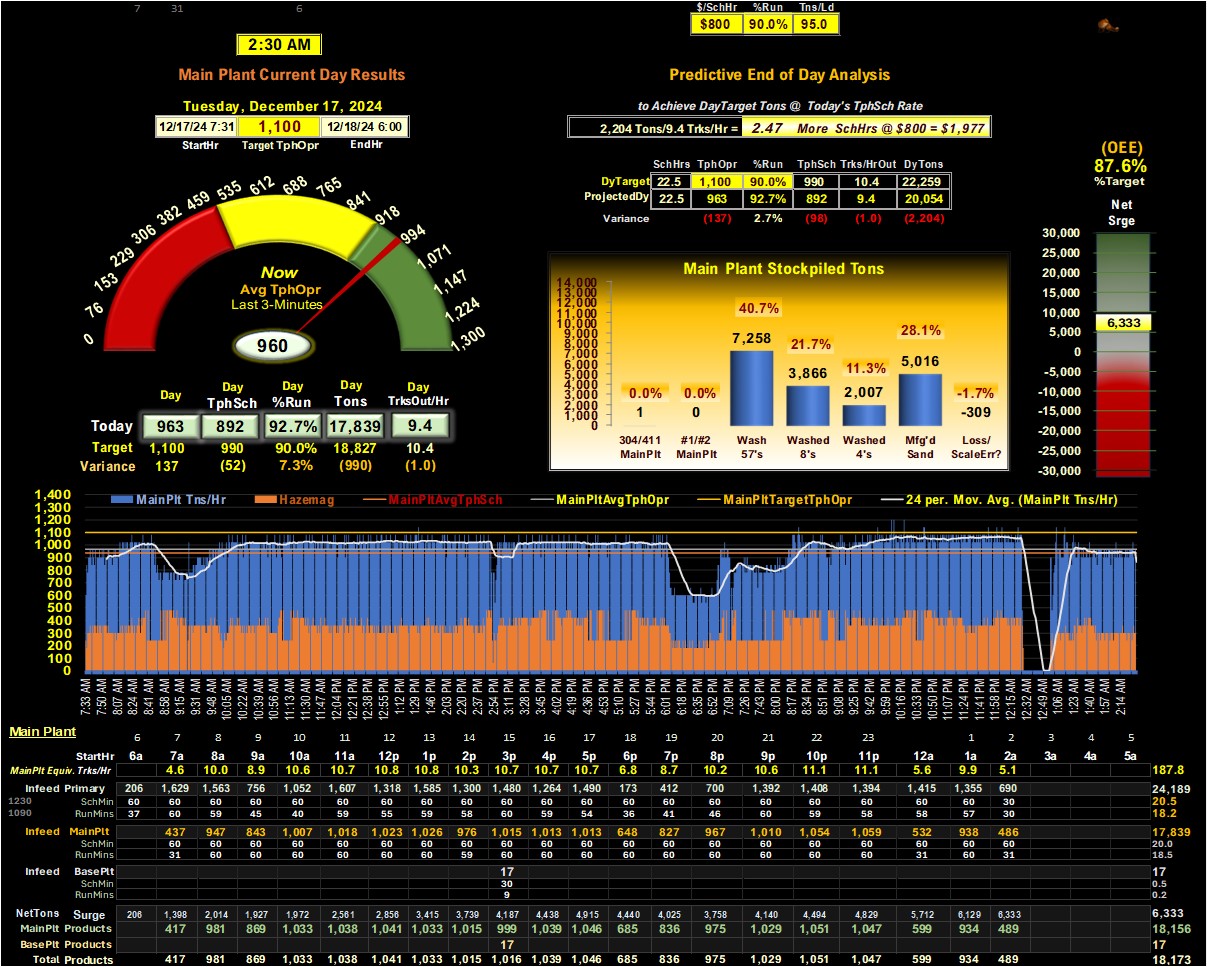 7 31 6
$/SchHr %Run Tns/Ld
$800 90.0% 95.0
2:30 AM
Main Plant Current Day Results
Predictive End of Day Analysis
Tuesday, December 17, 2024
to Achieve DayTarget Tons @ Today's TphSch Rate
12/17/24 7:31 1,100 12/18/24 6:00
StartHr Target TphOpr EndHr
2,204 Tons/9.4 Trks/Hr = 2.47 More SchHrs @ $800 = $1,977
(OEE)
87.6%
%Target
SchHrs TphOpr %Run TphSch Trks/HrOut DyTons
DyTarget 22.5 1,100 90.0% 990 10.4 22,259
ProjectedDy 22.5 963 92.7% 892 9.4 20,054
Variance (137) 2.7% (98) (1.0) (2,204)
Net
Srge
30,000
25,000
20,000
15,000
10,000
6,333
5,000
0
-5,000
-10,000
-15,000
-20,000
-25,000
-30,000
0 76 153 229 306 382 459 535 612 688 765 841 918 994 1,071 1,147 1,224 1,300
Now
Avg TphOpr
Last 3-Minutes
960
Main Plant Stockpiled Tons
14,000
13,000
12,000
11,000
10,000
9,000
8,000
7,000
6,000
5,000
4,000
3,000
2,000
1,000
0
0.0% 0.0% 40.7% 21.7% 11.3% 28.1% -1.7%
1 0 7,258 3,866 2,007 5,016 -309
304/411 #1/#2 Wash Washed Washed Mfg'd Loss/
MainPlt MainPlt 57's 8's 4's Sand ScaleErr?
Day Day Day Day Day
TphSch %Run Tons TrksOut/Hr
Today 963 892 92.7% 17,839 9.4
Target 1,100 990 90.0% 18,827 10.4
Variance 137 (52) 7.3% (990) (1.0)
MainPlt Tns/Hr Hazemag MainPltAvgTphSch MainPltAvgTphOpr MainPltTargetTphOpr 24 per. Mov. Avg. (MainPlt Tns/Hr)
1,400
1,300
1,200
1,100
1,000
900
800
700
600
500
400
300
200
100
0
7:33 AM 7:50 AM 8:07 AM 8:24 AM 8:41 AM 8:58 AM 9:15 AM 9:31 AM 9:48 AM 10:05 AM 10:22 AM 10:39 AM 10:56 AM 11:13 AM 11:30 AM 11:47 AM 12:04 PM 12:21 PM 12:38 PM 12:55 PM 1:12 PM 1:29 PM 1:46 PM 2:03 PM 2:20 PM 2:37 PM 2:54 PM 3:11 PM 3:28 PM 3:45 PM 4:02 PM 4:19 PM 4:36 PM 4:53 PM 5:10 PM 5:27 PM 5:44 PM 6:01 PM 6:18 PM 6:35 PM 6:52 PM 7:09 PM 7:26 PM 7:43 PM 8:00 PM 8:17 PM 8:34 PM 8:51 PM 9:08 PM 9:25 PM 9:42 PM 9:59 PM 10:16 PM 10:33 PM 10:50 PM 11:07 PM 11:24 PM 11:41 PM 11:58 PM 12:15 AM 12:32 AM 12:49 AM 1:06 AM 1:23 AM 1:40 AM 1:57 AM 2:14 AM
Main Plant 6 7 8 9 10 11 12 13 14 15 16 17 18 19 20 21 22 23 1 2 3 4 5
StartHr 6a 7a 8a 9a 10a 11a 12p 1p 2p 3p 4p 5p 6p 7p 8p 9p 10p 11p 12a 1a 2a 3a 4a 5a
MainPlt Equiv. Trks/Hr 4.6 10.0 8.9 10.6 10.7 10.8 10.8 10.3 10.7 10.7 10.7 6.8 8.7 10.2 10.6 11.1 11.1 5.6 9.9 5.1 187.8
Infeed Primary 206 1,629 1,563 756 1,052 1,607 1,318 1,585 1,300 1,480 1,264 1,490 173 412 700 1,392 1,408 1,394 1,415 1,355 690 24,189
1230 SchMin 60 60 60 60 60 60 60 60 60 60 60 60 60 60 60 60 60 60 60 60 30 20.5
1090 RunMins 37 60 59 45 40 59 55 59 58 60 57 54 36 41 46 60 59 58 58 57 30 18.2
Infeed MainPlt 437 947 843 1,007 1,018 1,023 1,026 976 1,015 1,013 1,013 648 827 967 1,010 1,054 1,059 532 938 486 17,839
SchMin 60 60 60 60 60 60 60 60 60 60 60 60 60 60 60 60 60 60 60 30 20.0
RunMins 31 60 60 60 60 60 60 59 60 60 60 60 60 60 60 60 60 31 60 31 18.5
Infeed BasePlt 17 17
SchMin 30 0.5
RunMins 9 0.2
NetTons Surge 206 1,398 2,014 1,927 1,972 2,561 2,856 3,415 3,739 4,187 4,438 4,915 4,440 4,025 3,758 4,140 4,494 4,829 5,712 6,129 6,333 6,333
MainPlt Products 417 981 869 1,033 1,038 1,041 1,033 1,015 999 1,039 1,046 685 836 975 1,029 1,051 1,047 599 934 489 18,156
BasePlt Products 17 17
Total Products 417 981 869 1,033 1,038 1,041 1,033 1,015 1,016 1,039 1,046 685 836 975 1,029 1,051 1,047 599 934 489 18,173